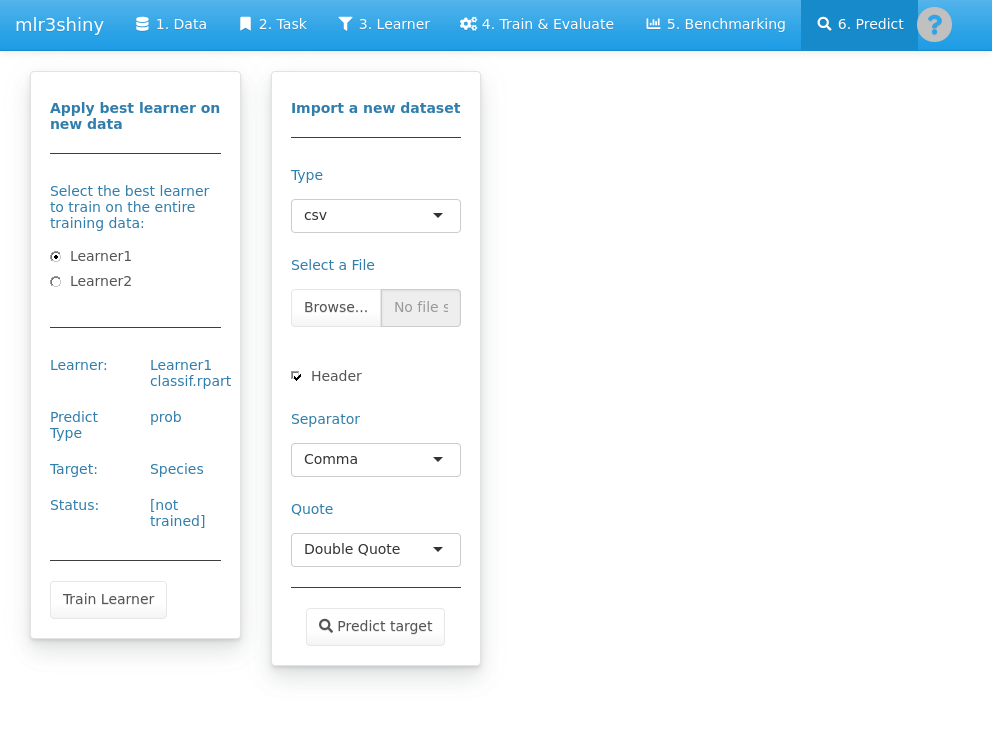 mlr3shiny
1. Data
2. Task
3. Learner
4. Train & Evaluate
5. Benchmarking
6. Predict
?
Apply best learner on
new data
Select the best learner
to train on the entire
training data:
Learner1
Learner2
Learner: Learner1
classif.rpart
Predict prob
Type
Target: Species
Status: [not
trained]
Train Learner
Import a new dataset
Type
csv
Select a File
Browse... No file s
Header
Separator
Comma
Quote
Double Quote
Predict target